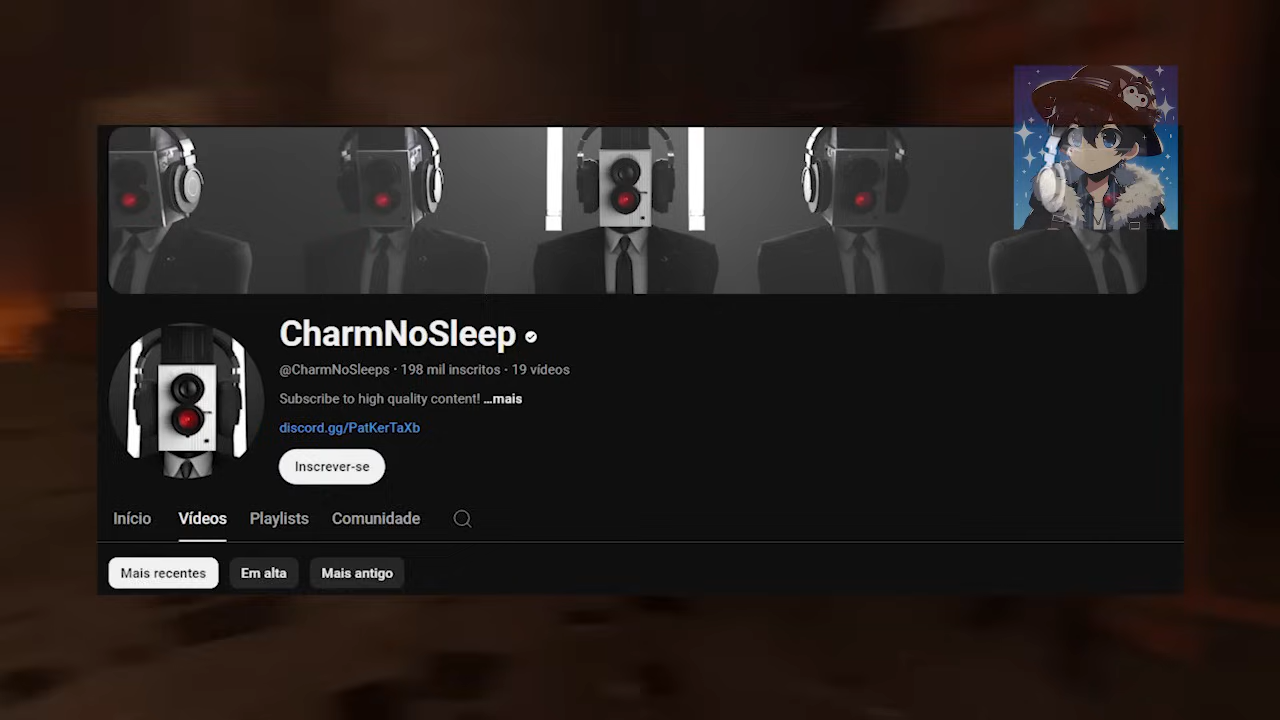 CharmNoSleep
@CharmNoSleeps · 198 mil inscritos · 19 vídeos
Subscribe to high quality content! ...mais
discord.gg/PatKerTaXb
Inscrever-se
Início Vídeos Playlists Comunidade
Mais recentes Em alta Mais antigo